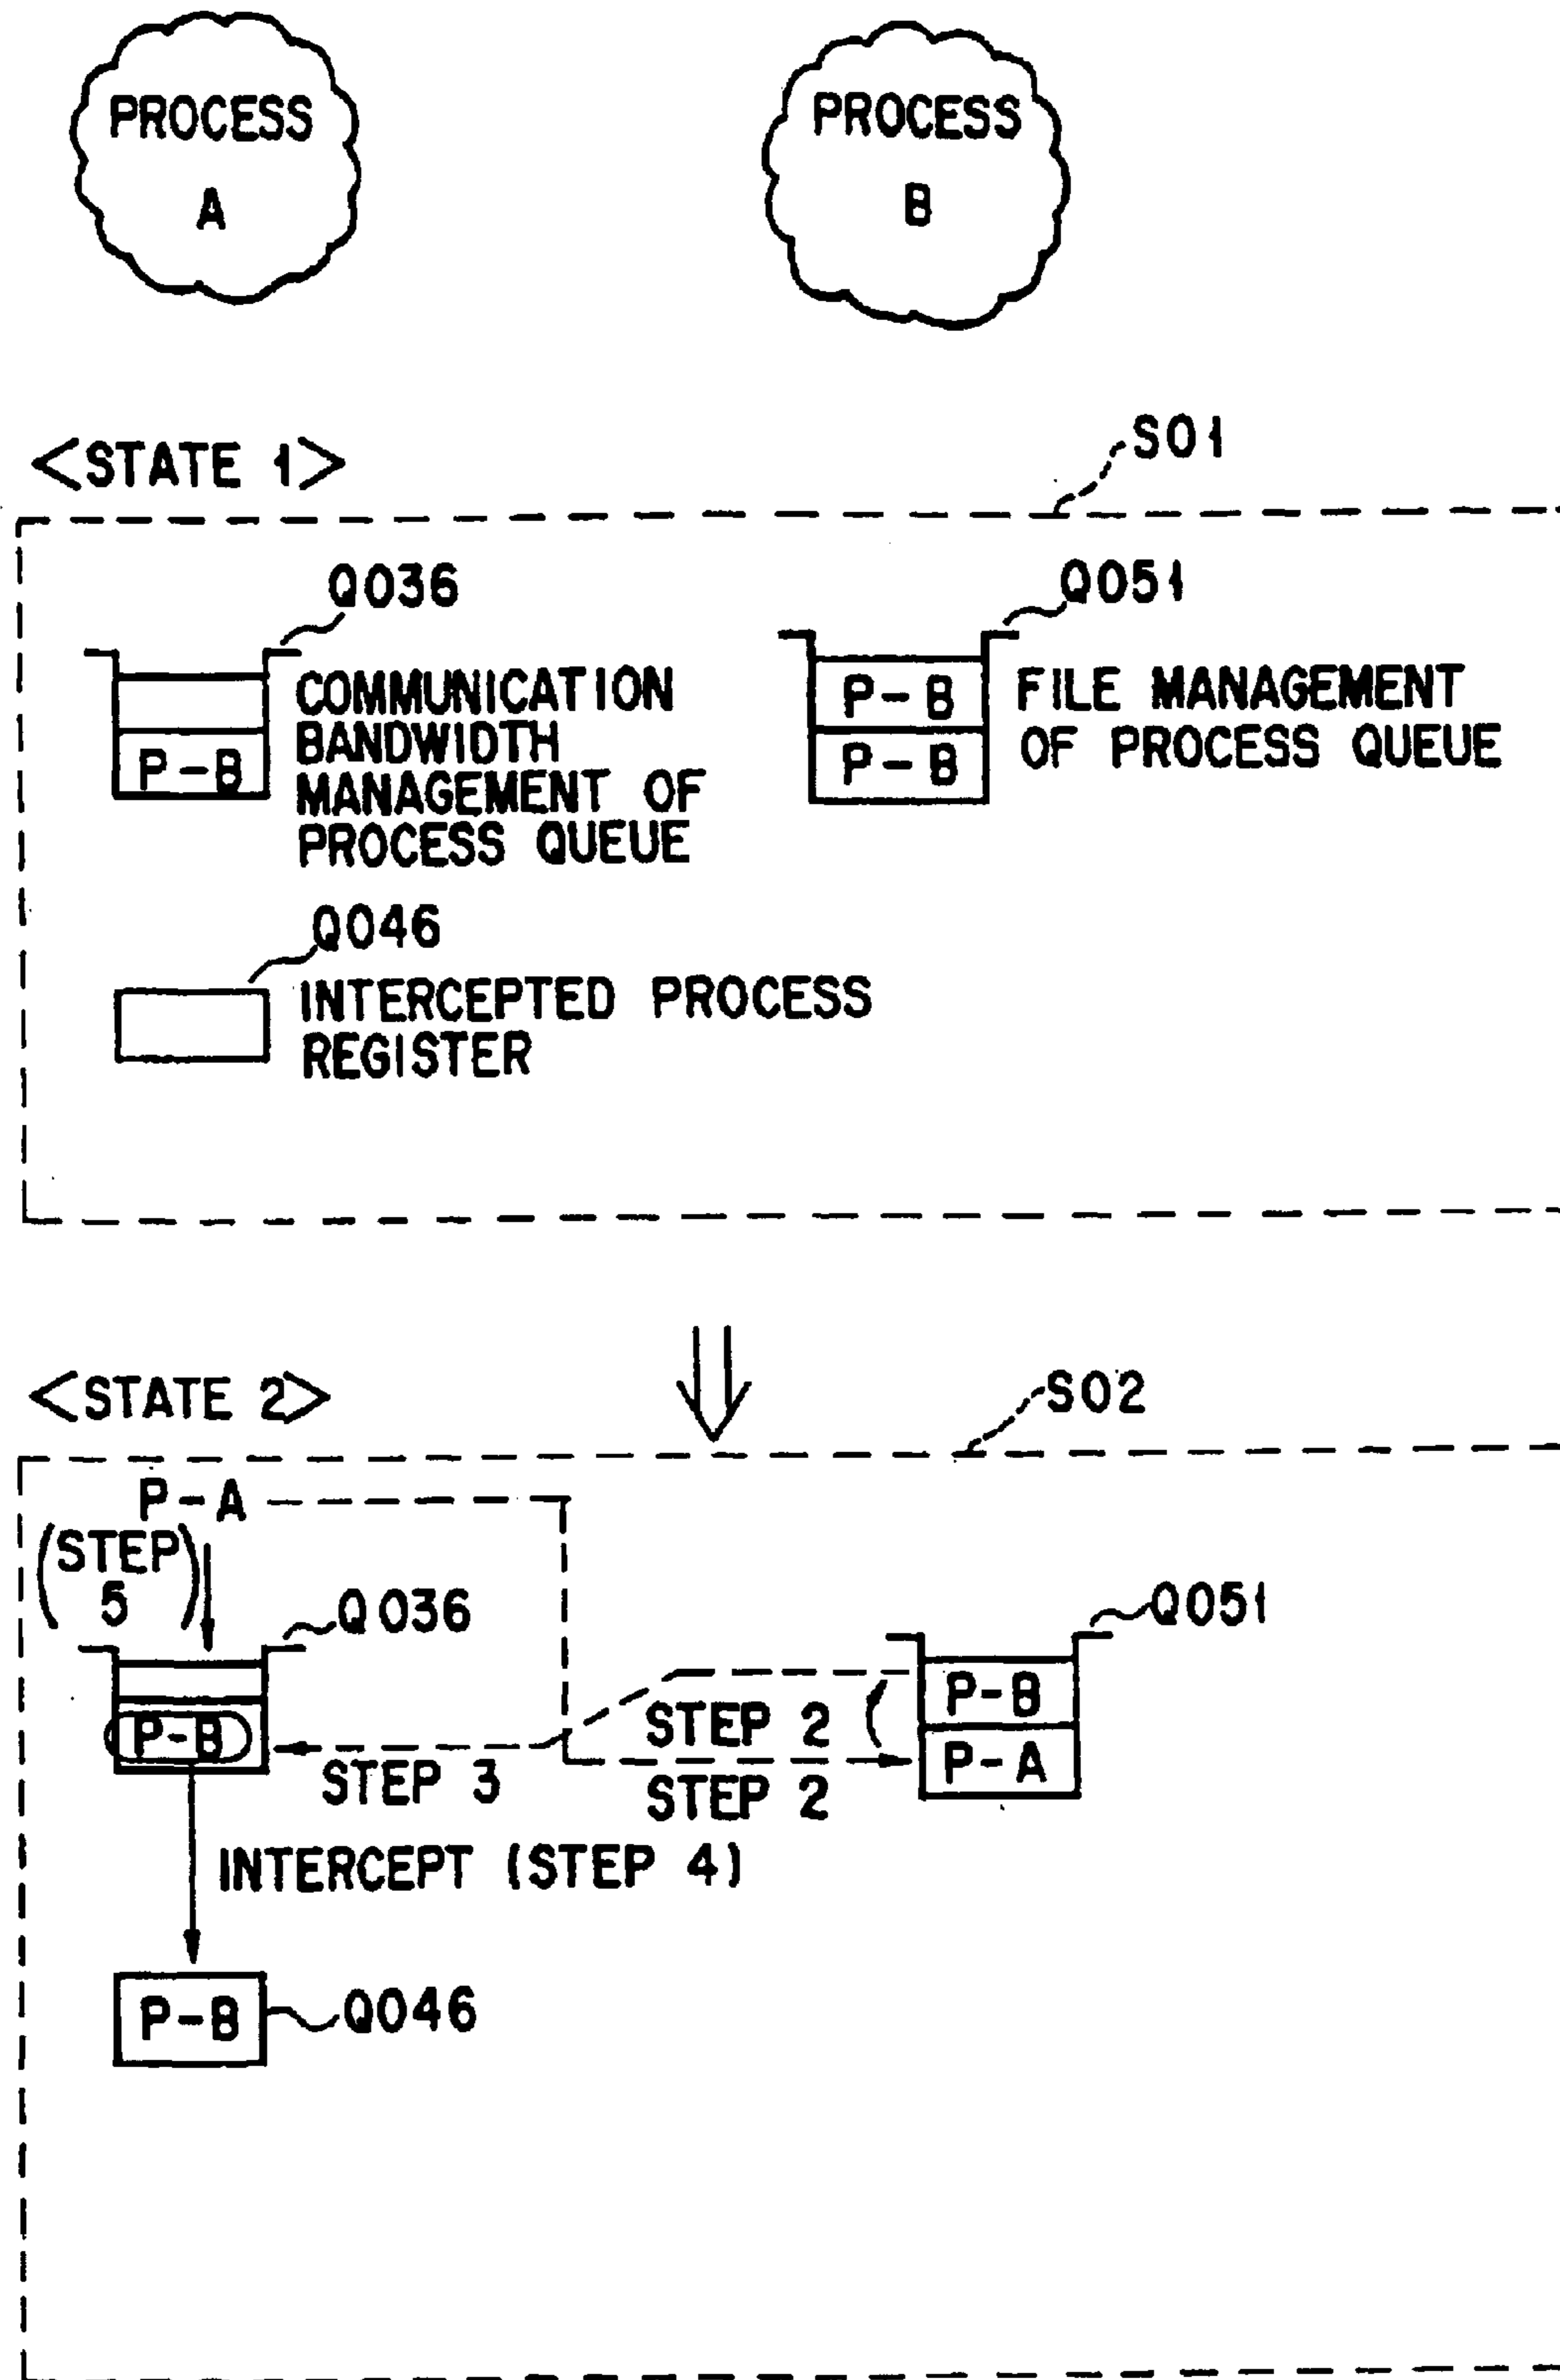 PROCESS
A
PROCESS
B
<STATE 1>
S01
Q036
COMMUNICATION
BANDWIDTH
MANAGEMENT OF
PROCESS QUEUE
P-B
Q051
P-B
P-B
FILE MANAGEMENT
OF PROCESS QUEUE
Q046
INTERCEPTED PROCESS
REGISTER
<STATE 2>
S02
P-A
(STEP
5)
Q036
P-B
Q051
P-B
P-A
STEP 2
STEP 3
STEP 2
INTERCEPT (STEP 4)
P-B
Q046